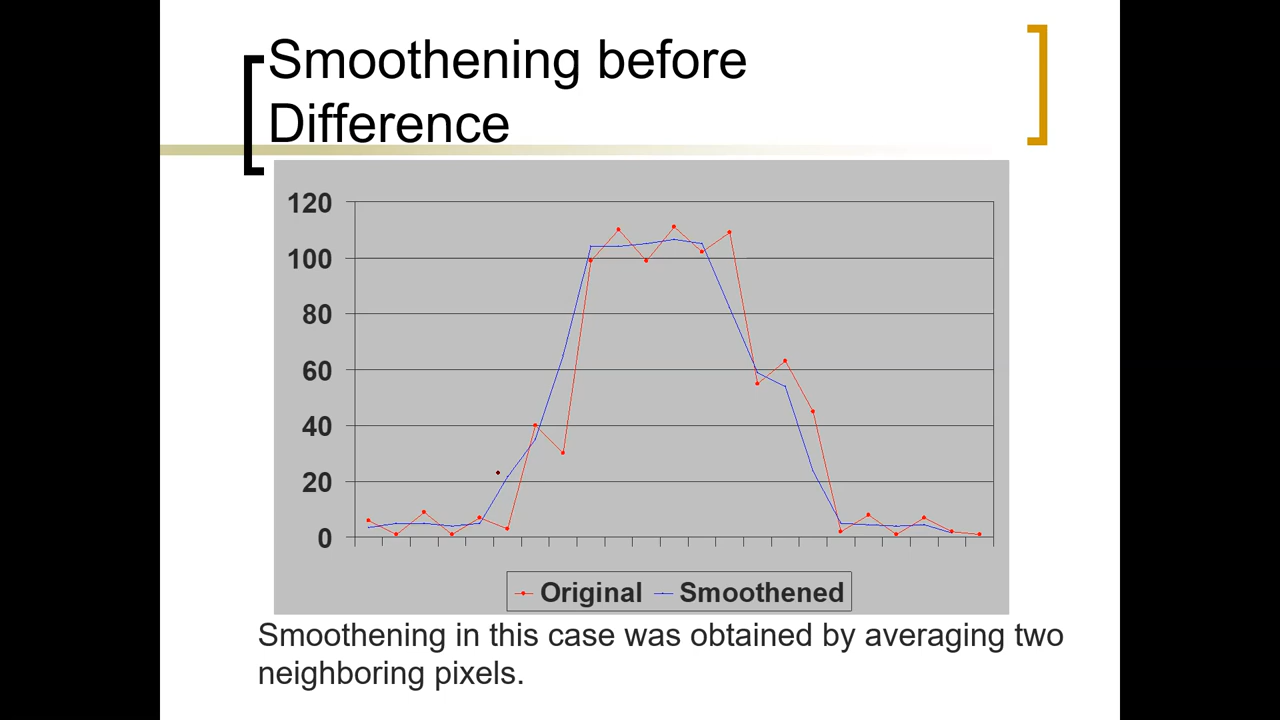 Smoothening before
Difference
120
100
80
60
40
20
0
Original Smoothened
Smoothening in this case was obtained by averaging two
neighboring pixels.